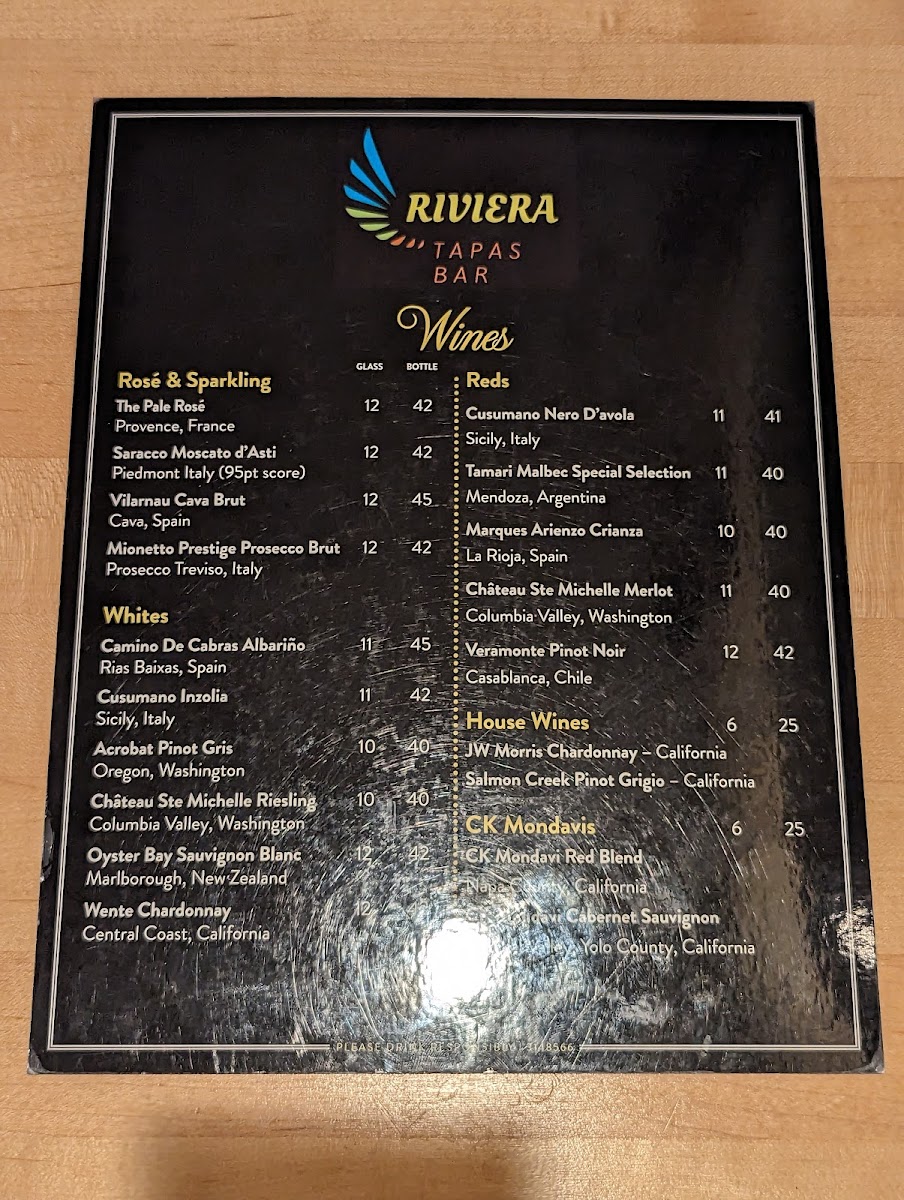 RIVIERA
TAPAS
BAR
Wines
GLASS BOTTLE
Rosé & Sparkling
The Pale Rosé 12 42
Provence, France
Saracco Moscato d'Asti 12 42
Piedmont Italy (95pt score)
Vilarnau Cava Brut 12 45
Cava, Spain
Mionetto Prestige Prosecco Brut 12 42
Prosecco Treviso, Italy
Whites
Camino De Cabras Albariño 11 45
Rias Baixas, Spain
Cusumano Inzolia 11 42
Sicily, Italy
Acrobat Pinot Gris 10 40
Oregon, Washington
Château Ste Michelle Riesling 10 40
Columbia Valley, Washington
Oyster Bay Sauvignon Blanc 12 42
Marlborough, New Zealand
Wente Chardonnay 12
Central Coast, California
Reds
Cusumano Nero D'avola 11 41
Sicily, Italy
Tamari Malbec Special Selection 11 40
Mendoza, Argentina
Marques Arienzo Crianza 10 40
La Rioja, Spain
Château Ste Michelle Merlot 11 40
Columbia Valley, Washington
Veramonte Pinot Noir 12 42
Casablanca, Chile
House Wines 6 25
JW Morris Chardonnay – California
Salmon Creek Pinot Grigio – California
CK Mondavis 6 25
CK Mondavi Red Blend
Napa County, California
Mondavi Cabernet Sauvignon
Yolo County, California
PLEASE DRINK